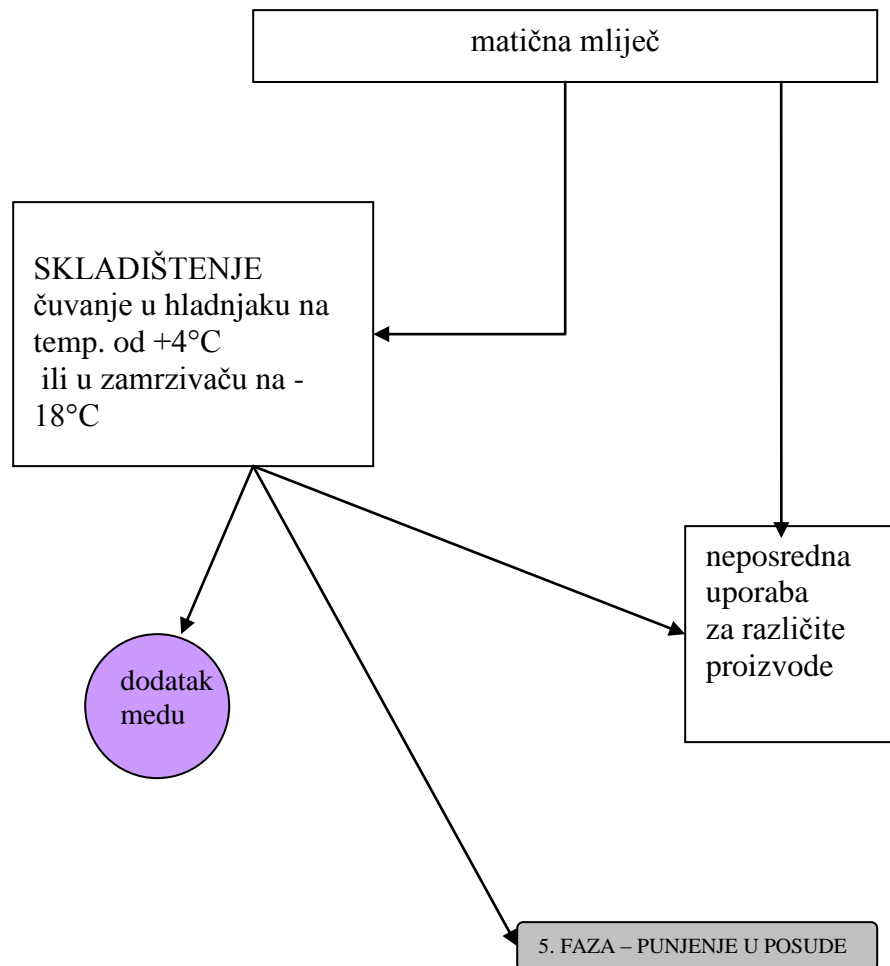 matična mliječ
SKLADIŠTENJE
čuvanje u hladnjaku na
temp. od +4°C
ili u zamrzivaču na -
18°C
neposredna
uporaba
za različite
proizvode
dodatak
medu
5. FAZA – PUNJENJE U POSUDE